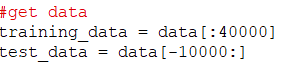 #get data
training_data = data[:40000]
test_data = data[-10000:]